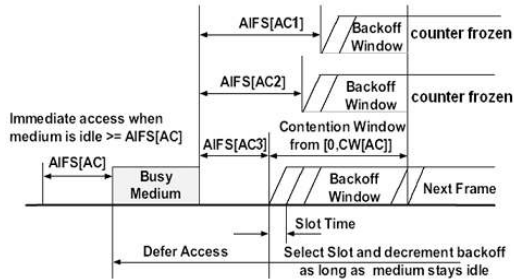 AIFS[AC1]
Backoff
Window
counter frozen
AIFS[AC2]
Backoff
Window
counter frozen
Immediate access when
medium is idle >= AIFS[AC]
AIFS[AC3]
Contention Window
from [0,CW[AC]]
AIFS[AC]
Busy
Medium
Backoff
Window
Next Frame
Slot Time
Defer Access
Select Slot and decrement backoff
as long as medium stays idle